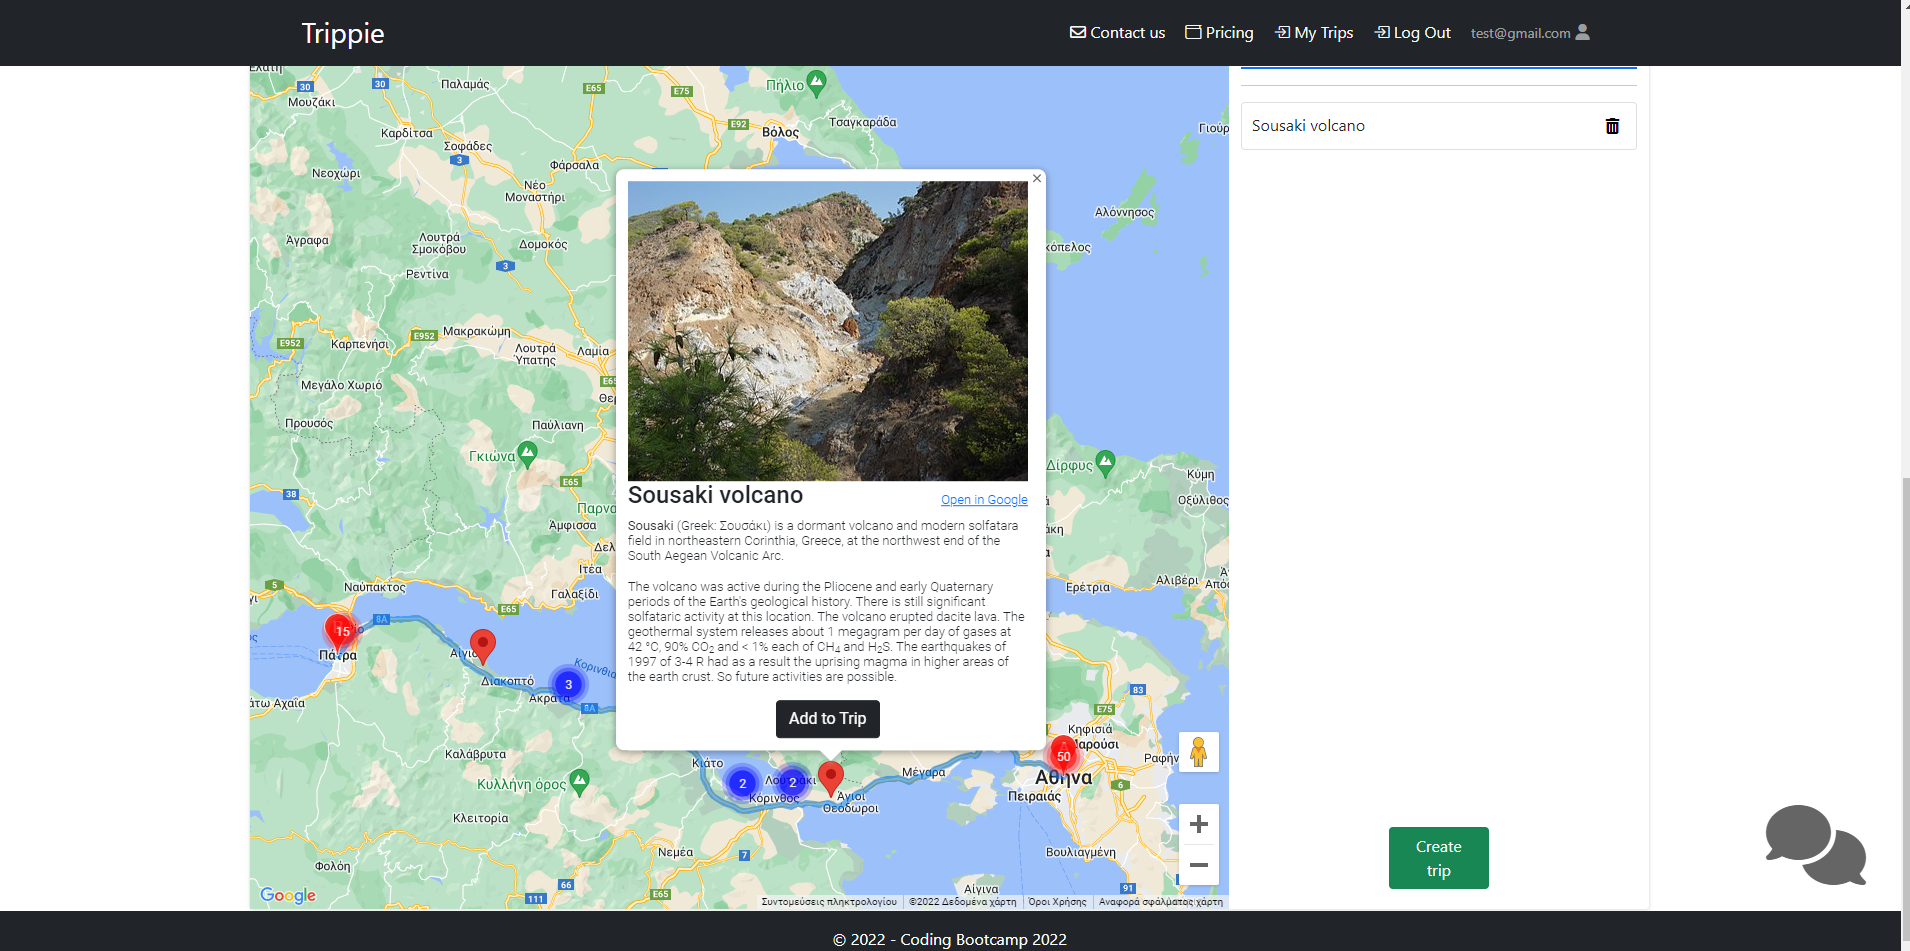 Trippie
Contact us
Pricing
My Trips
Log Out
test@gmail.com
Sousaki volcano
Create
trip
Sousaki volcano
Open in Google
Sousaki (Greek: Σουσάκι) is a dormant volcano and modern solfatara
field in northeastern Corinthia, Greece, at the northwest end of the
South Aegean Volcanic Arc.
The volcano was active during the Pliocene and early Quaternary
periods of the Earth's geological history. There is still significant
solfataric activity at this location. The volcano erupted dacite lava. The
geothermal system releases about 1 megagram per day of gases at
42 °C, 90% CO₂ and < 1% each of CH₄ and H₂S. The earthquakes of
1997 of 3-4 R had as a result the uprising magma in higher areas of
the earth crust. So future activities are possible.
Add to Trip
30
30
Μουζάκι
Παλαμάς
E65
E75
Πήλιο
E92
Βόλος
Τσαγκαράδα
Καρδίτσα
Σοφάδες
3
Φάρσαλα
Νεοχώρι
Νέο
Μοναστήρι
Αλόννησος
Άγραφα
Λουτρά
Σμοκόβου
Δομοκός
Ρεντίνα
3
E952
Καρπενήσι
E952
Μακρακώμη
Λουτρά
Ύπατης
Λαμία
Μεγάλο Χωριό
Προυσός
Παύλιανη
Γκιώνα
E65
38
Άμφισσα
Δίρφυς
Κύμη
Οξύλιθος
Ιτέα
Γαλαξίδι
5
Ναύπακτος
E65
8A
15
Πάτρα
Διακοπτό
3
Ακράτα
8A
Ερέτρια
Αλιβέρι
83
E75
Κηφισιά
50
Αθήνα
Πειραιάς
6
Καλάβρυτα
Κυλλήνη όρος
Κιάτο
2
2
Κόρινθος
Άγιοι
Θεόδωροι
Μέγαρα
Κλειτορία
Νεμέα
7
Βουλιαγμένη
Φολόη
66
111
E65
Αίγινα
91
Google
Συντομεύσεις πληκτρολογίου
©2022 Δεδομένα χάρτη
Όροι Χρήσης
Αναφορά σφάλματος χάρτη
© 2022 - Coding Bootcamp 2022